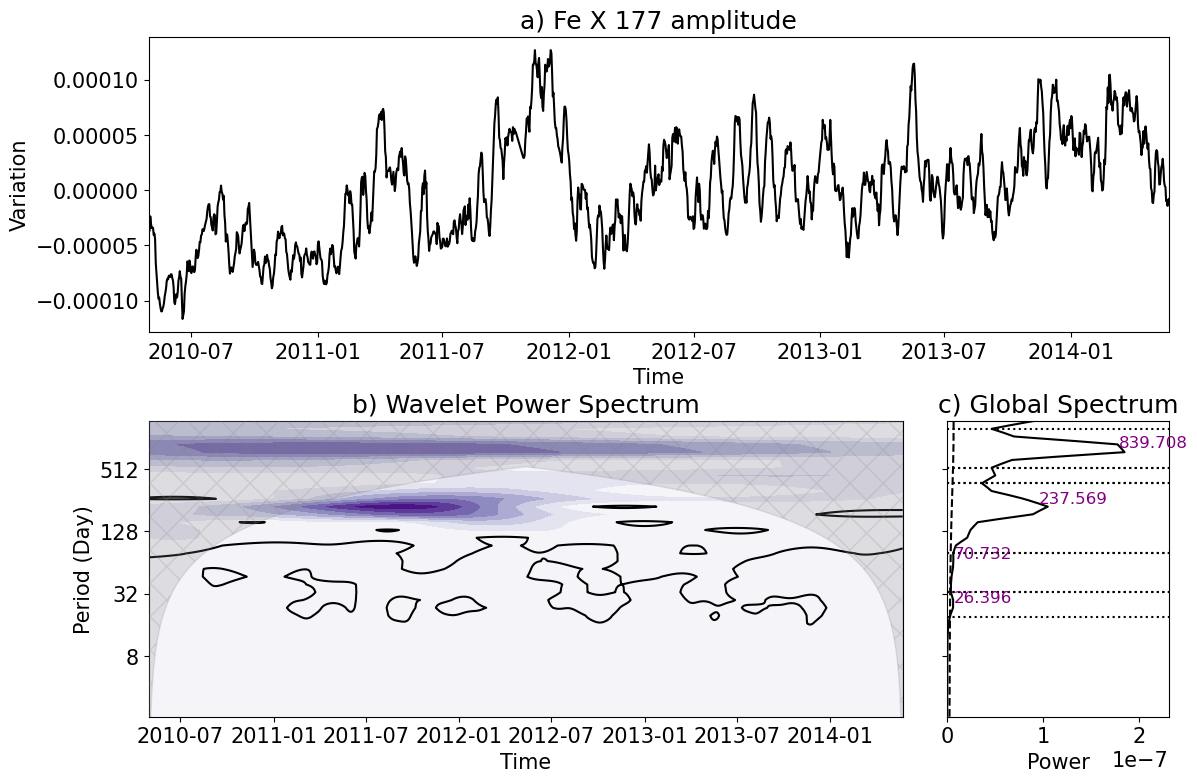 a) Fe X 177 amplitude
Variation
0.00010
0.00005
0.00000
−0.00005
−0.00010
2010-07 2011-01 2011-07 2012-01 2012-07 2013-01 2013-07 2014-01
Time
b) Wavelet Power Spectrum
Period (Day)
512
128
32
8
2010-07 2011-01 2011-07 2012-01 2012-07 2013-01 2013-07 2014-01
Time
c) Global Spectrum
839.708
237.569
70.732
26.396
0 1 2
Power 1e−7